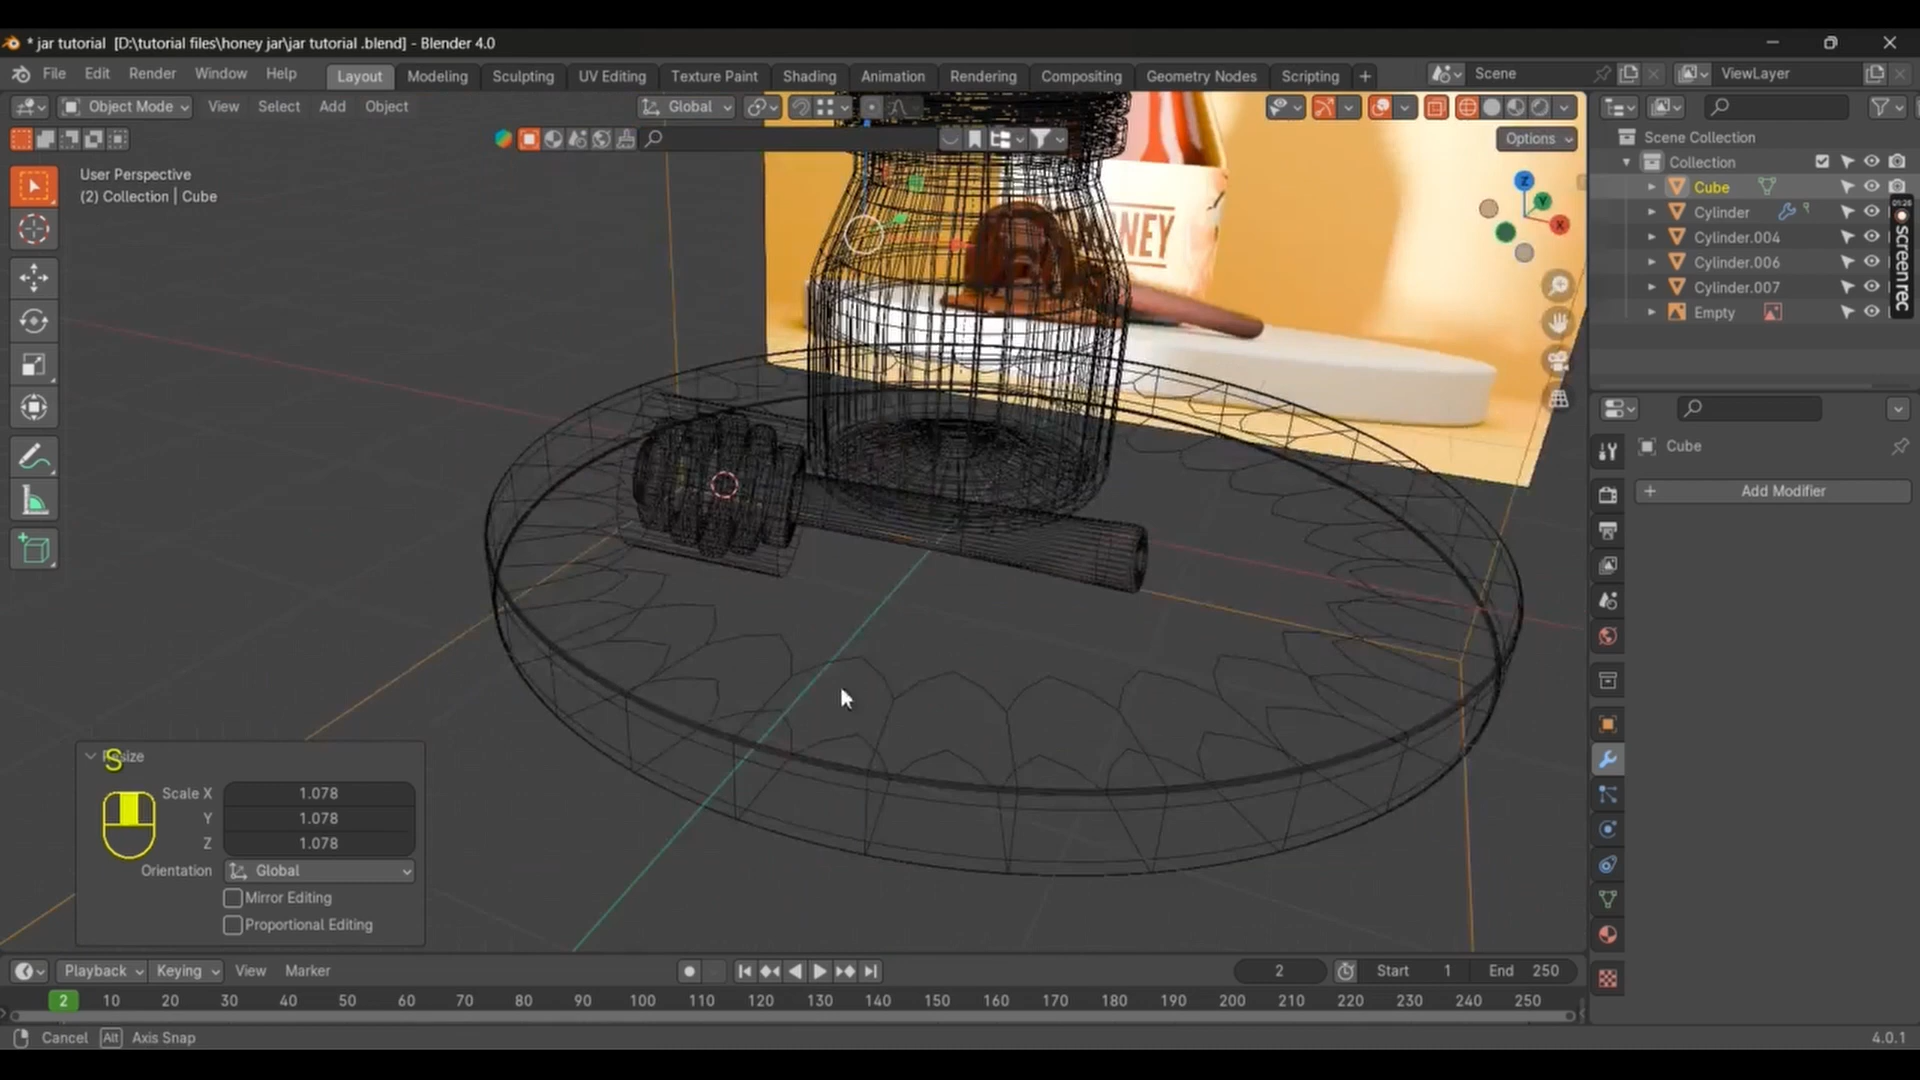 * jar tutorial [D:\tutorial files\honey jar\jar tutorial .blend] - Blender 4.0
File Edit Render Window Help Layout Modeling Sculpting UV Editing Texture Paint Shading Animation Rendering Compositing Geometry Nodes Scripting + Scene ViewLayer
Object Mode View Select Add Object Global
Options
User Perspective
(2) Collection | Cube
Z
Y
X
NEY
Scene Collection
Collection
Cube
Cylinder
Cylinder.004
Cylinder.006
Cylinder.007
Empty
01:26
screenrec
Cube
+ Add Modifier
Resize
S
Scale X 1.078
Y 1.078
Z 1.078
Orientation Global
Mirror Editing
Proportional Editing
Playback Keying View Marker 2 Start 1 End 250
2 10 20 30 40 50 60 70 80 90 100 110 120 130 140 150 160 170 180 190 200 210 220 230 240 250
Cancel Alt Axis Snap 4.0.1